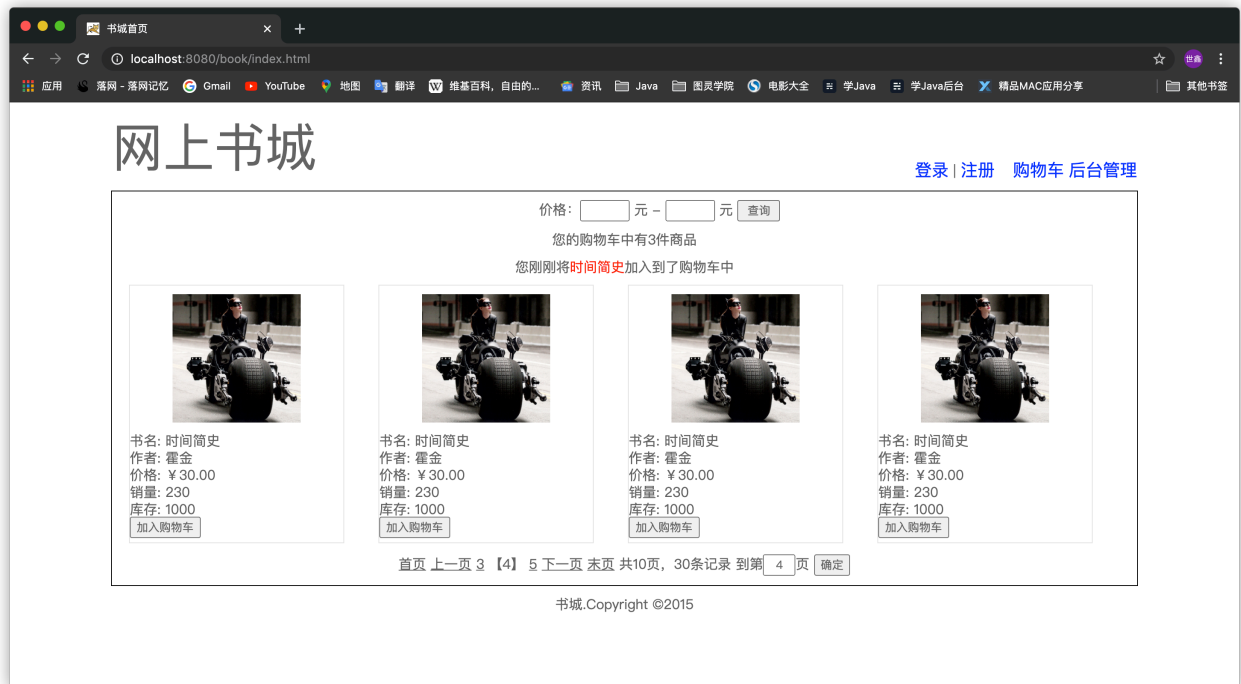 书城首页
localhost:8080/book/index.html
世鑫
应用 落网 - 落网记忆 Gmail YouTube 地图 翻译 维基百科，自由的... 资讯 Java 图灵学院 电影大全 学Java 学Java后台 精品MAC应用分享 其他书签
网上书城
登录 | 注册 购物车 后台管理
价格： 元 - 元 查询
您的购物车中有3件商品
您刚刚将时间简史加入到了购物车中
书名: 时间简史
作者: 霍金
价格: ￥30.00
销量: 230
库存: 1000
加入购物车
书名: 时间简史
作者: 霍金
价格: ￥30.00
销量: 230
库存: 1000
加入购物车
书名: 时间简史
作者: 霍金
价格: ￥30.00
销量: 230
库存: 1000
加入购物车
书名: 时间简史
作者: 霍金
价格: ￥30.00
销量: 230
库存: 1000
加入购物车
首页 上一页 3 【4】 5 下一页 末页 共10页，30条记录 到第 4 页 确定
书城.Copyright ©2015